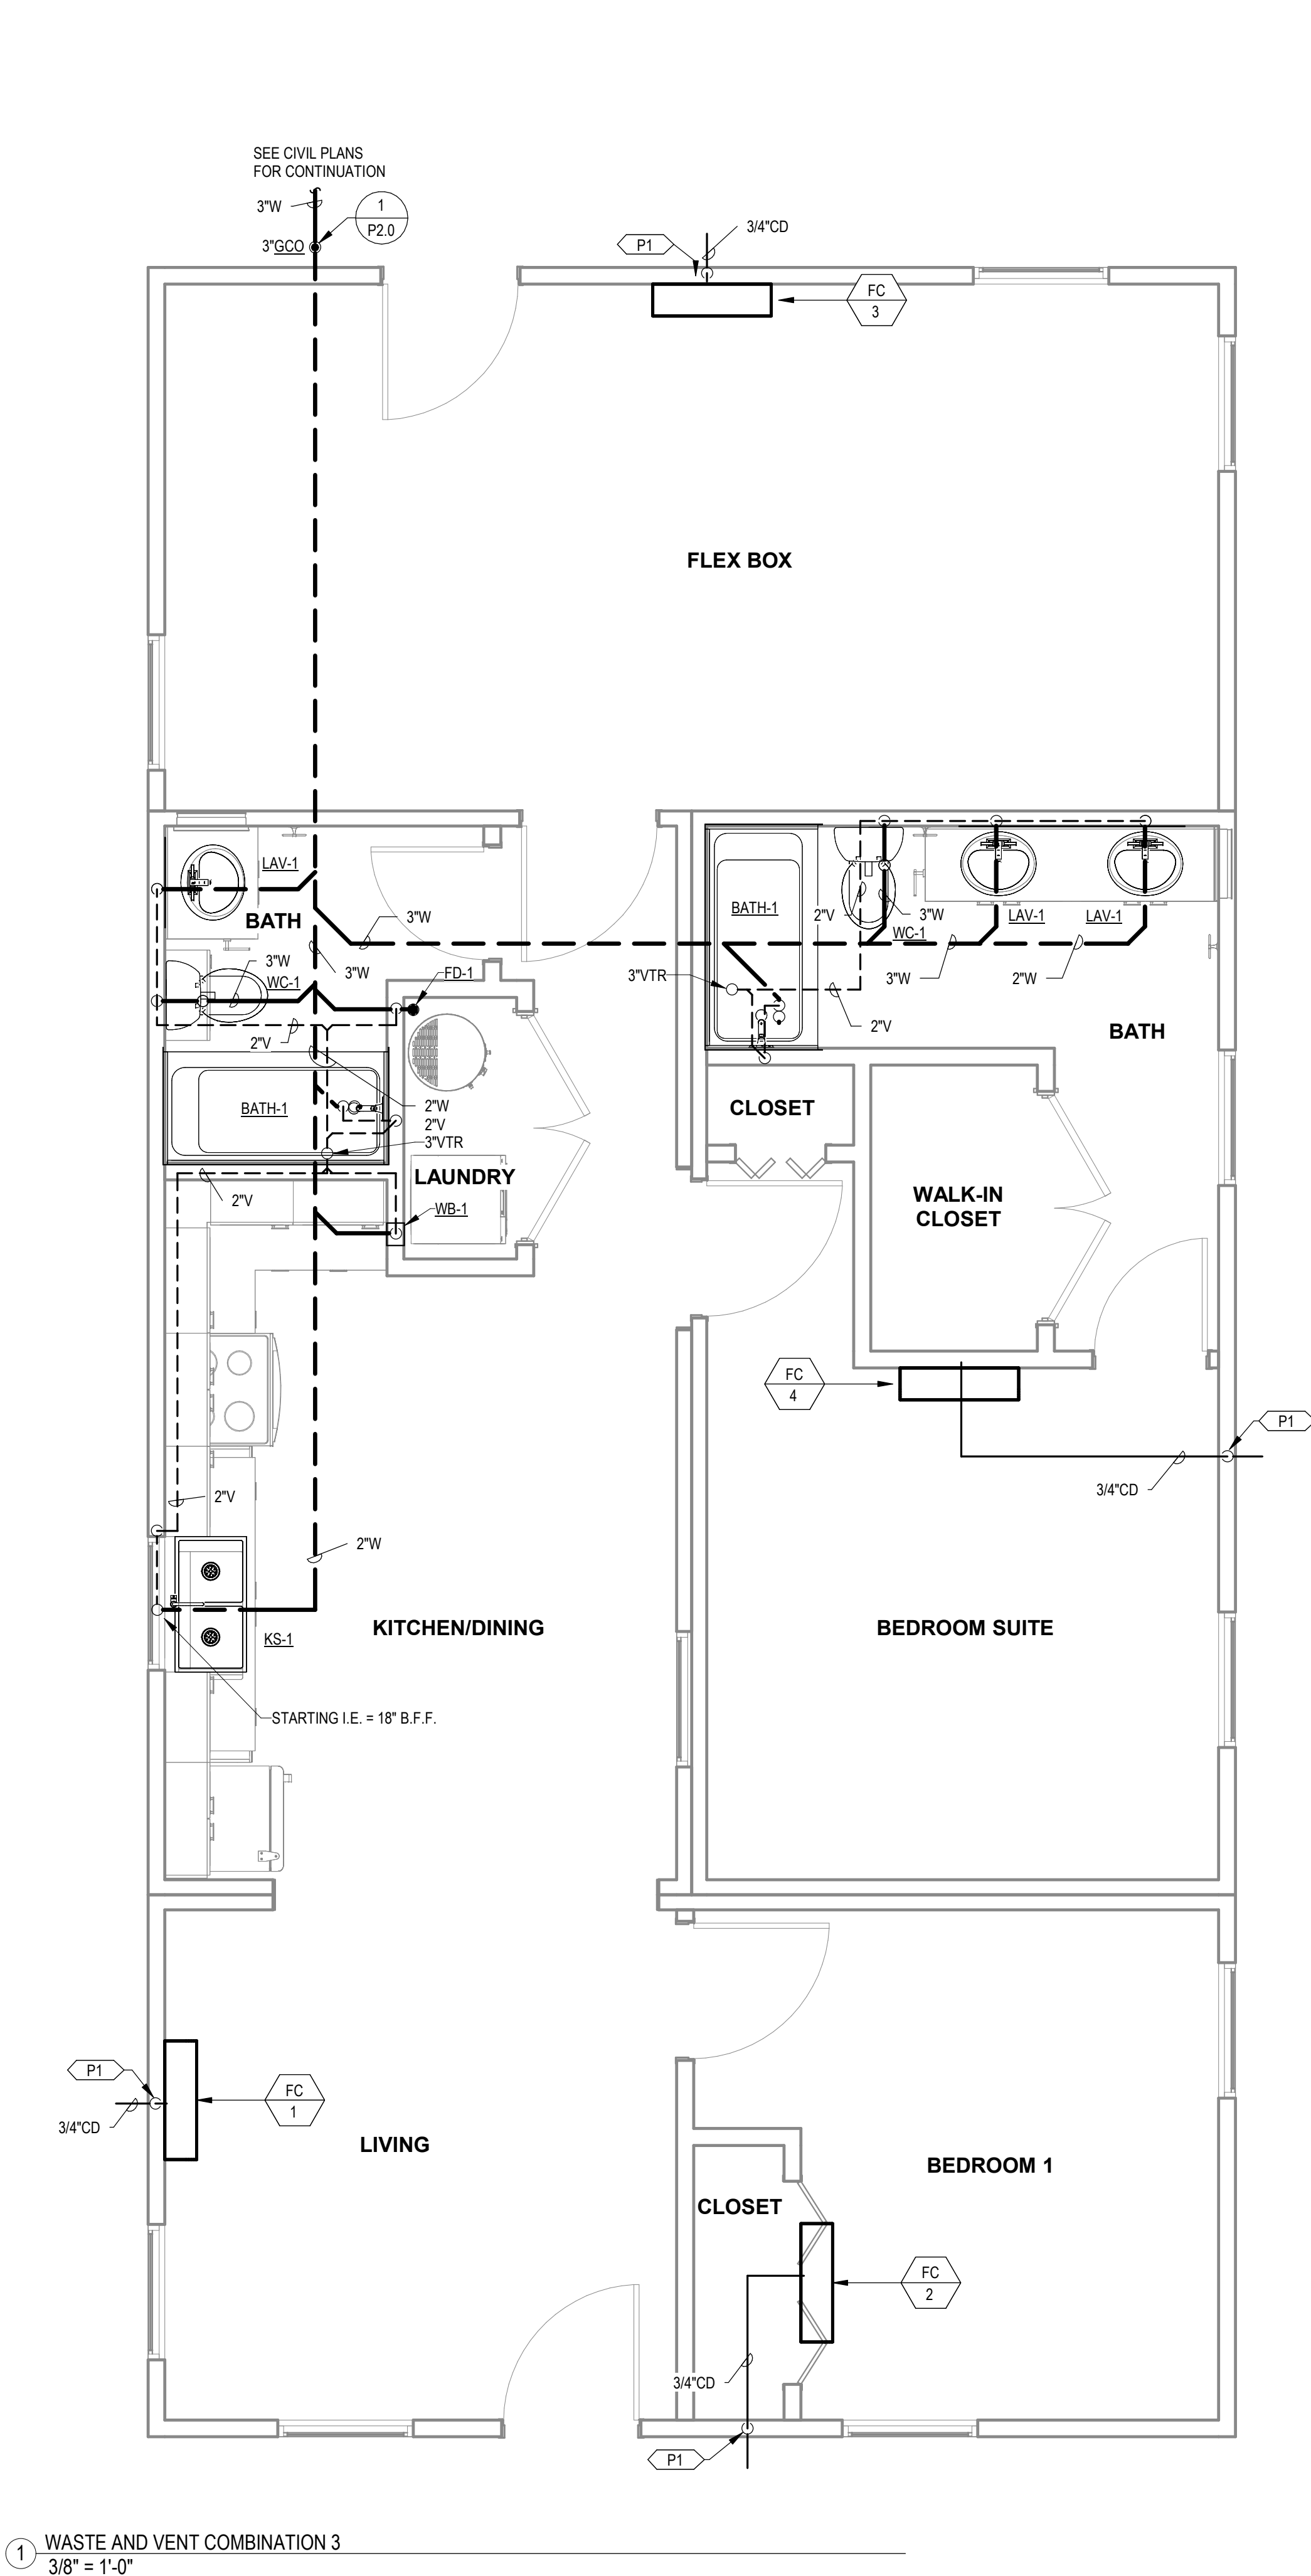 SEE CIVIL PLANS
FOR CONTINUATION
3"W
1
P2.0
3"GCO
P1
3/4"CD
FC
3
FLEX BOX
LAV-1
BATH
3"W
3"W
WC-1
3"W
FD-1
2"V
BATH-1
2"W
2"V
3"VTR
LAUNDRY
2"V
WB-1
BATH-1
2"V
3"W
WC-1
LAV-1
LAV-1
3"W
2"W
3"VTR
2"V
BATH
CLOSET
WALK-IN
CLOSET
FC
4
P1
3/4"CD
2"V
2"W
KS-1
KITCHEN/DINING
BEDROOM SUITE
STARTING I.E. = 18" B.F.F.
P1
3/4"CD
FC
1
LIVING
BEDROOM 1
CLOSET
FC
2
3/4"CD
P1
1
WASTE AND VENT COMBINATION 3
3/8" = 1'-0"